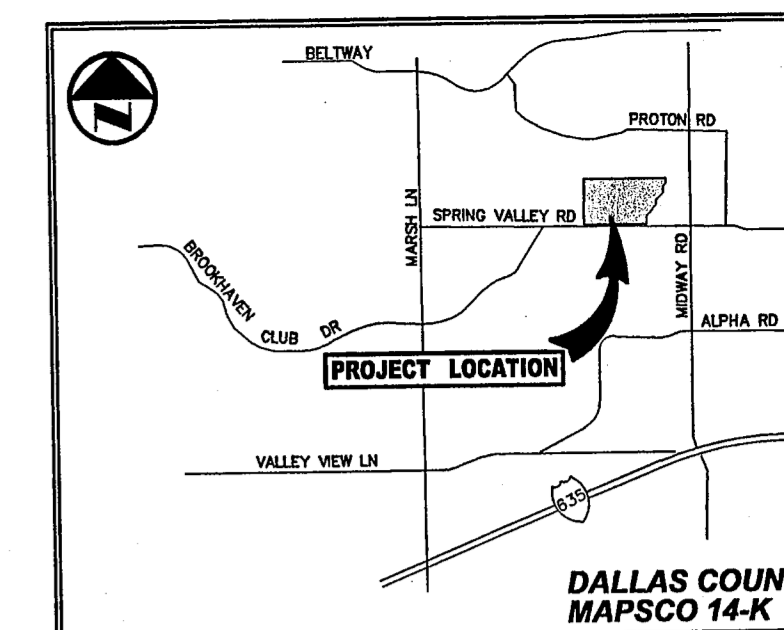 BELTWAY
N
PROTON RD
MARSH LN
SPRING VALLEY RD
MIDWAY RD
BROOKHAVEN CLUB DR
ALPHA RD
PROJECT LOCATION
VALLEY VIEW LN
635
DALLAS COUN
MAPSCO 14-K